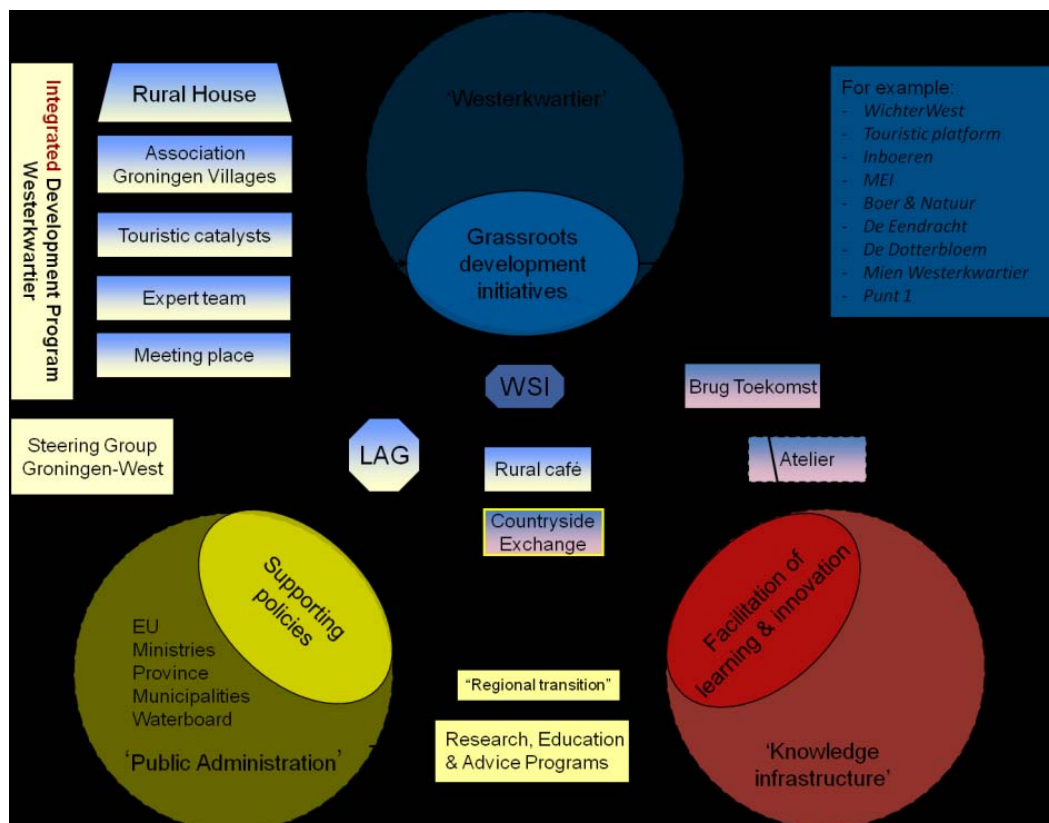 Integrated Development Program
Westerkwartier
Rural House
Association
Groningen Villages
Touristic catalysts
Expert team
Meeting place
'Westerkwartier'
Grassroots
development
initiatives
For example:
- WichterWest
- Touristic platform
- Inboeren
- MEI
- Boer & Natuur
- De Eendracht
- De Dotterbloem
- Mien Westerkwartier
- Punt 1
WSI
Brug Toekomst
Steering Group
Groningen-West
LAG
Rural café
Atelier
Countryside
Exchange
Supporting
policies
EU
Ministries
Province
Municipalities
Waterboard
'Public Administration'
"Regional transition"
Research, Education
& Advice Programs
Facilitation of
learning & innovation
'Knowledge
infrastructure'